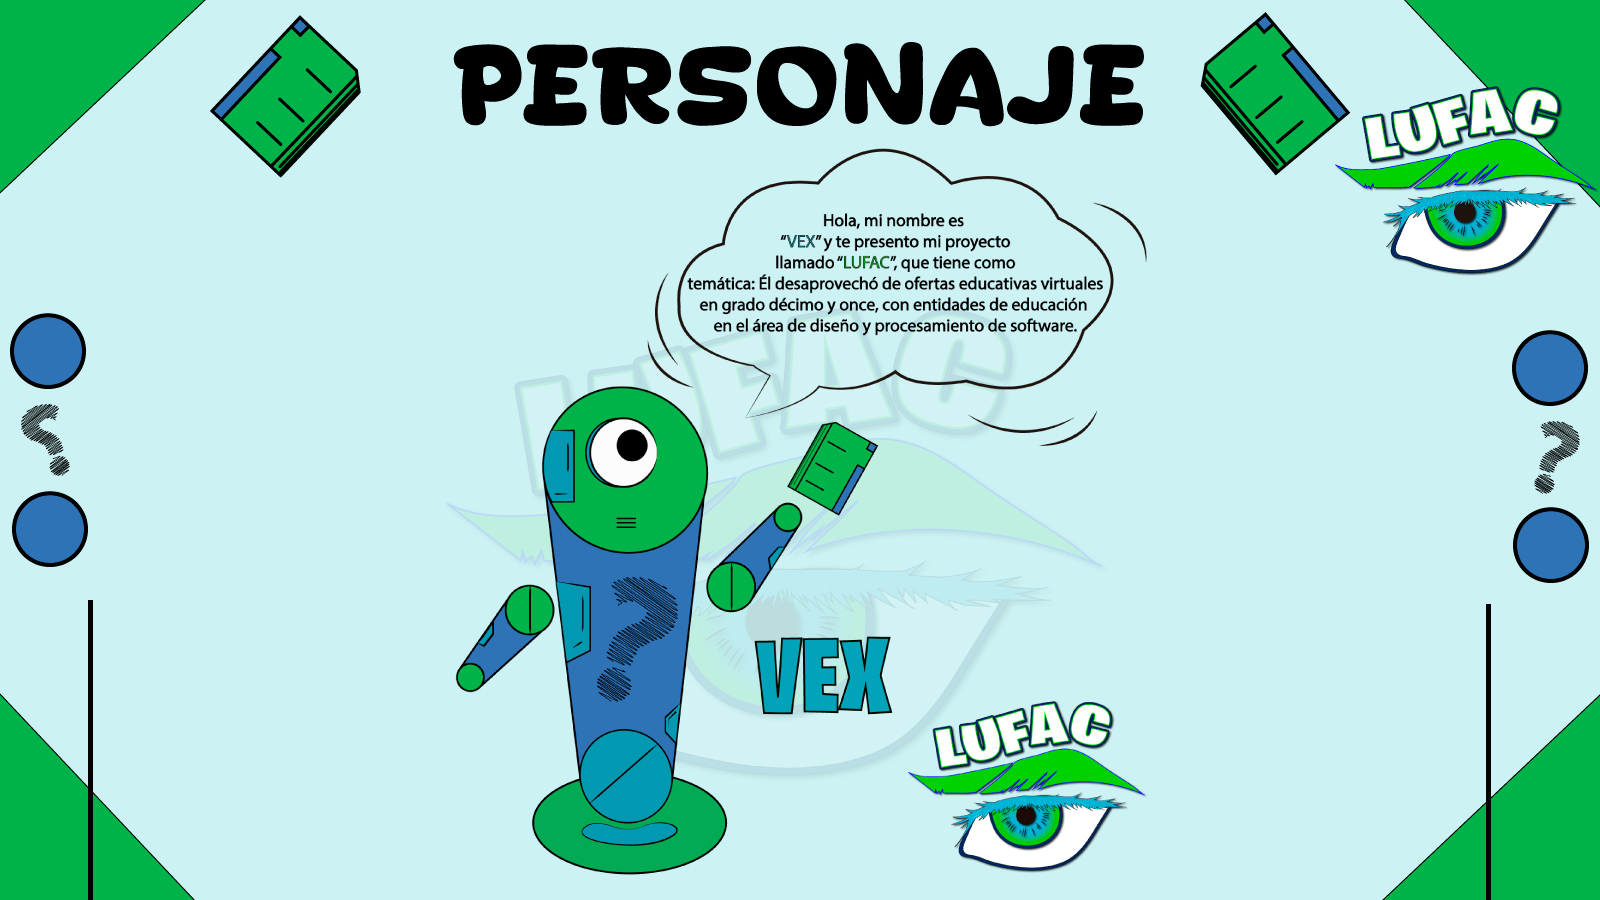 PERSONAJE
LUFAC
Hola, mi nombre es
“VEX” y te presento mi proyecto
llamado “LUFAC”, que tiene como
temática: Él desaprovechó de ofertas educativas virtuales
en grado décimo y once, con entidades de educación
en el área de diseño y procesamiento de software.
LUFAC
?
?
?
VEX
LUFAC